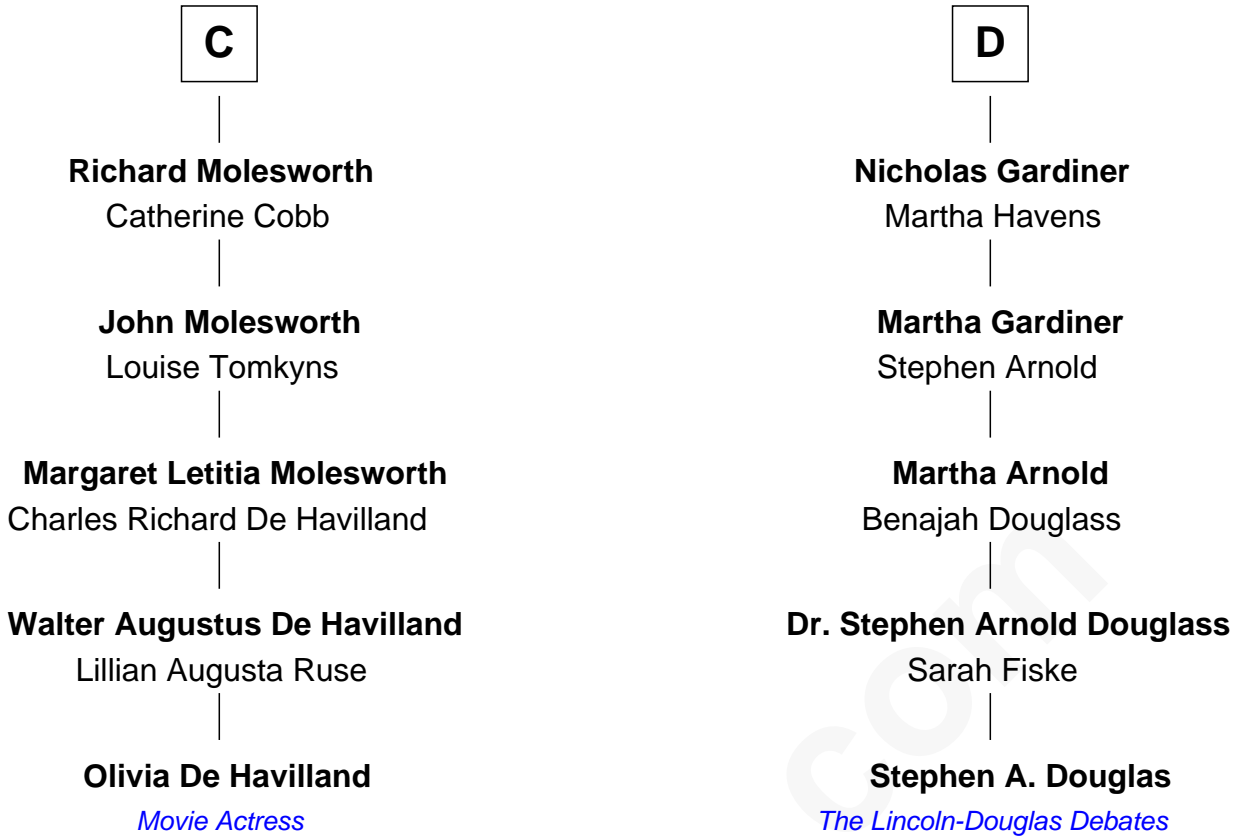 C
Richard Molesworth
Catherine Cobb
John Molesworth
Louise Tomkyns
Margaret Letitia Molesworth
Charles Richard De Havilland
Walter Augustus De Havilland
Lillian Augusta Ruse
Olivia De Havilland
Movie Actress
D
Nicholas Gardiner
Martha Havens
Martha Gardiner
Stephen Arnold
Martha Arnold
Benajah Douglass
Dr. Stephen Arnold Douglass
Sarah Fiske
Stephen A. Douglas
The Lincoln-Douglas Debates
com